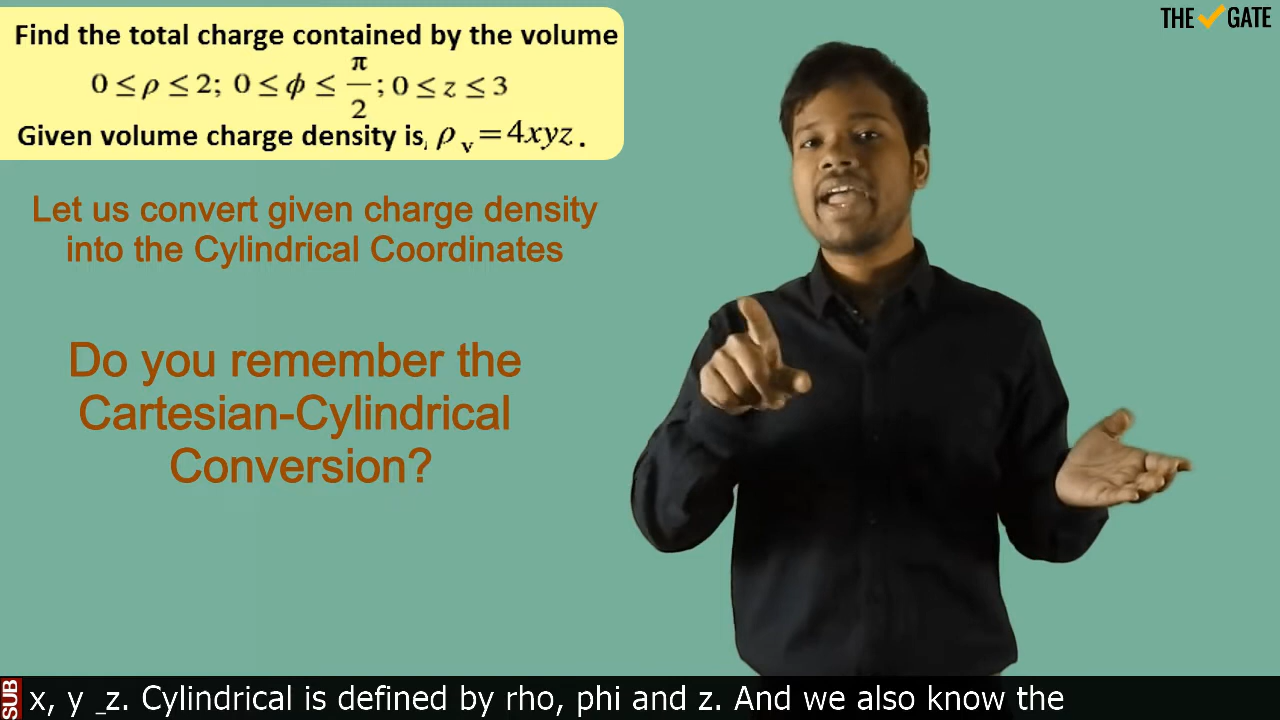 THE GATE
Find the total charge contained by the volume
0 ≤ ρ ≤ 2; 0 ≤ ϕ ≤ π/2; 0 ≤ z ≤ 3
Given volume charge density is, ρ_v = 4xyz.
Let us convert given charge density
into the Cylindrical Coordinates
Do you remember the
Cartesian-Cylindrical
Conversion?
SUB x, y _z. Cylindrical is defined by rho, phi and z. And we also know the